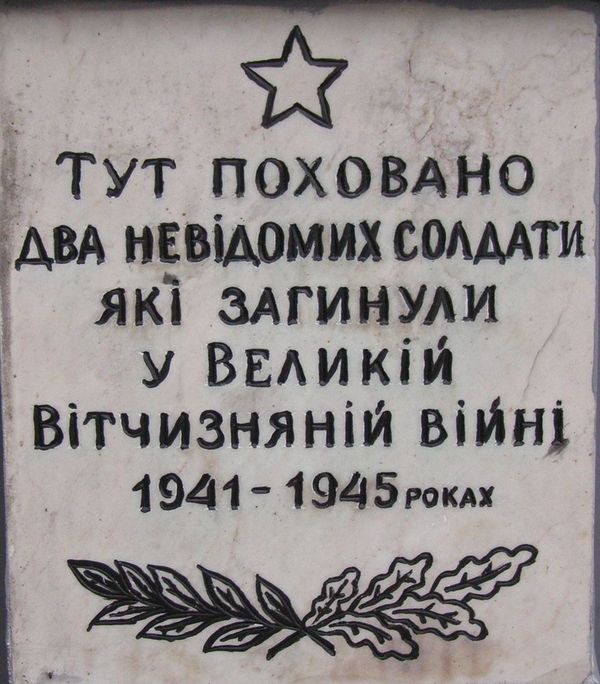 Тут поховано
два невідомих солдати
які загинули
у Великій
Вітчизняній війні
1941-1945 роках